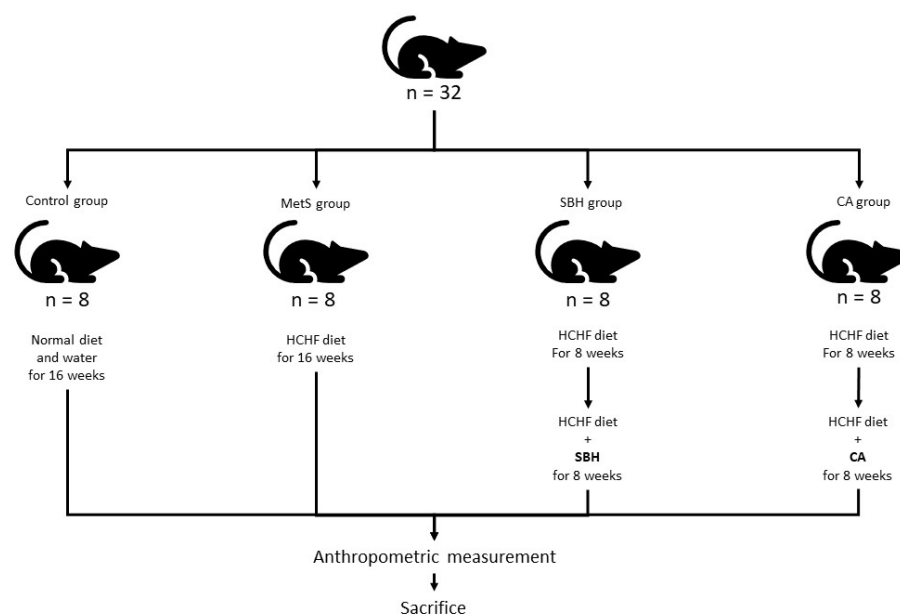 n = 32
Control group
MetS group
SBH group
CA group
n = 8
n = 8
n = 8
n = 8
Normal diet
and water
for 16 weeks
HCHF diet
for 16 weeks
HCHF diet
For 8 weeks
HCHF diet
For 8 weeks
HCHF diet
+
SBH
for 8 weeks
HCHF diet
+
CA
for 8 weeks
Anthropometric measurement
Sacrifice